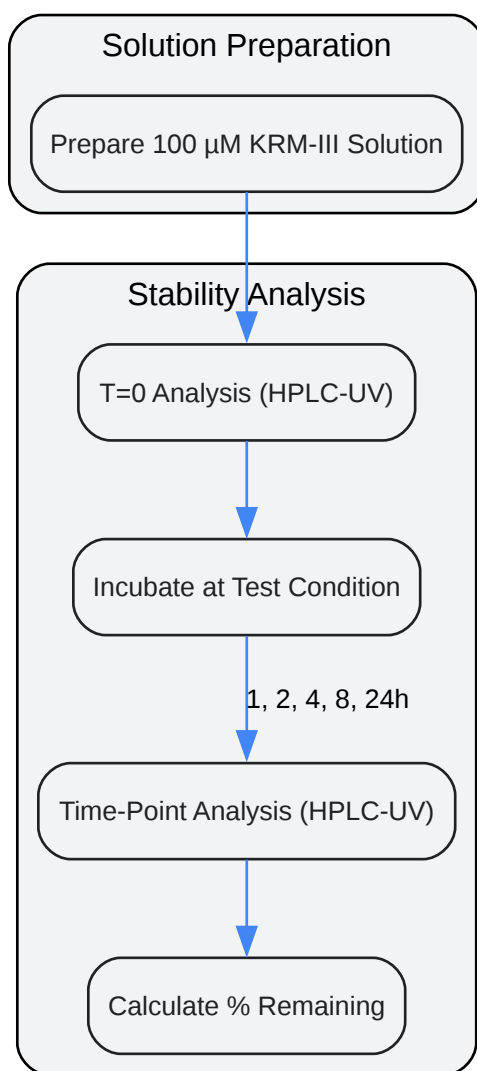 Solution Preparation
Prepare 100 µM KRM-III Solution
Stability Analysis
T=0 Analysis (HPLC-UV)
Incubate at Test Condition
1, 2, 4, 8, 24h
Time-Point Analysis (HPLC-UV)
Calculate % Remaining